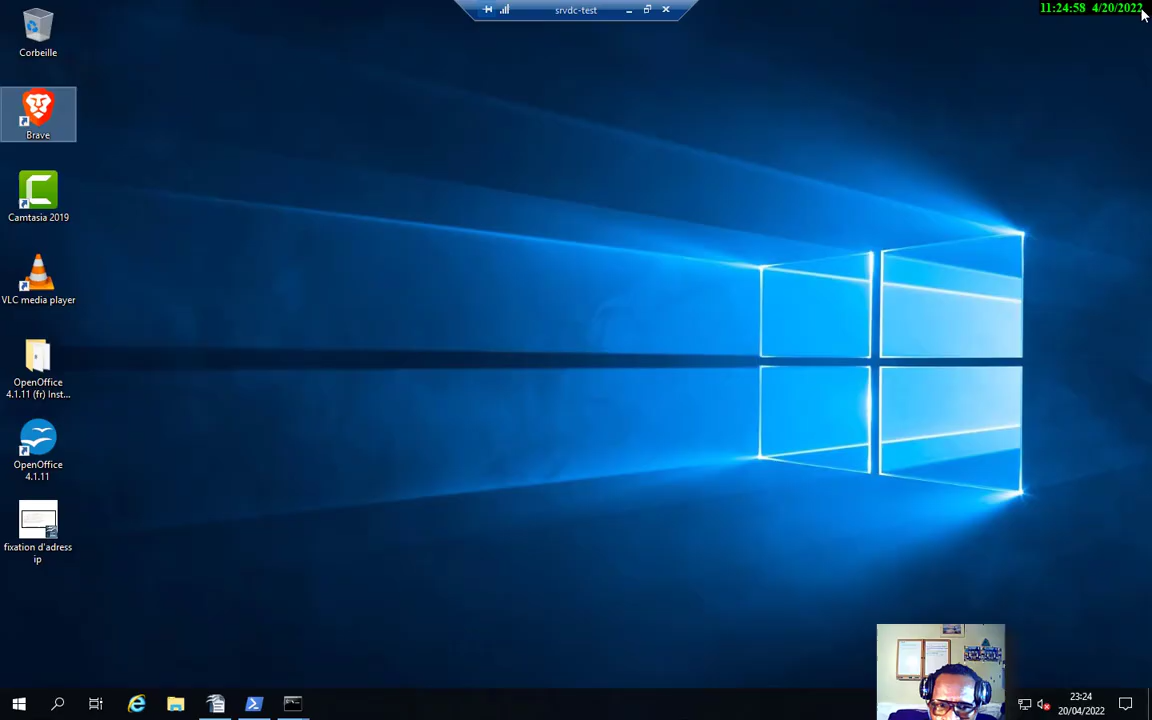 srvdc-test
11:24:58 4/20/2022
Corbeille
Brave
Camtasia 2019
VLC media player
OpenOffice
4.1.11 (fr) Inst...
OpenOffice
4.1.11
fixation d'adress
ip
23:24
20/04/2022